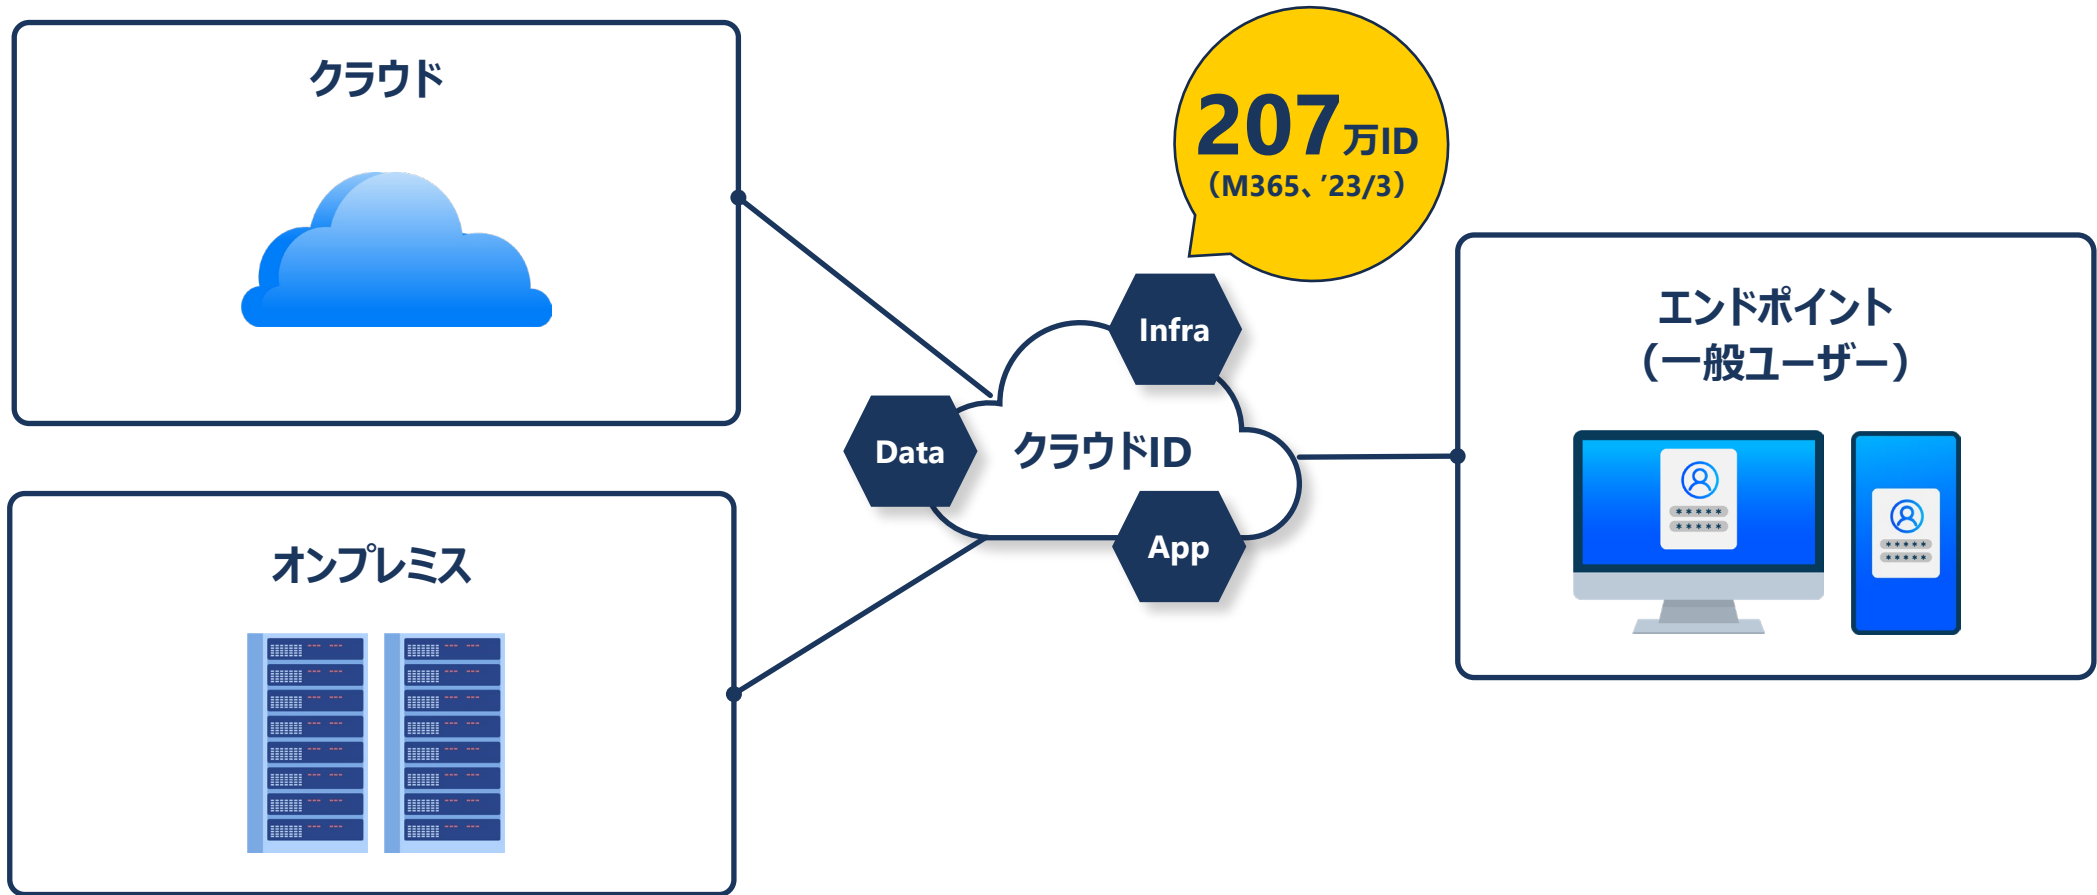 クラウド
207万ID
（M365、’23/3）
Infra
Data
クラウドID
App
オンプレミス
エンドポイント
（一般ユーザー）
*****
*****
*****
*****